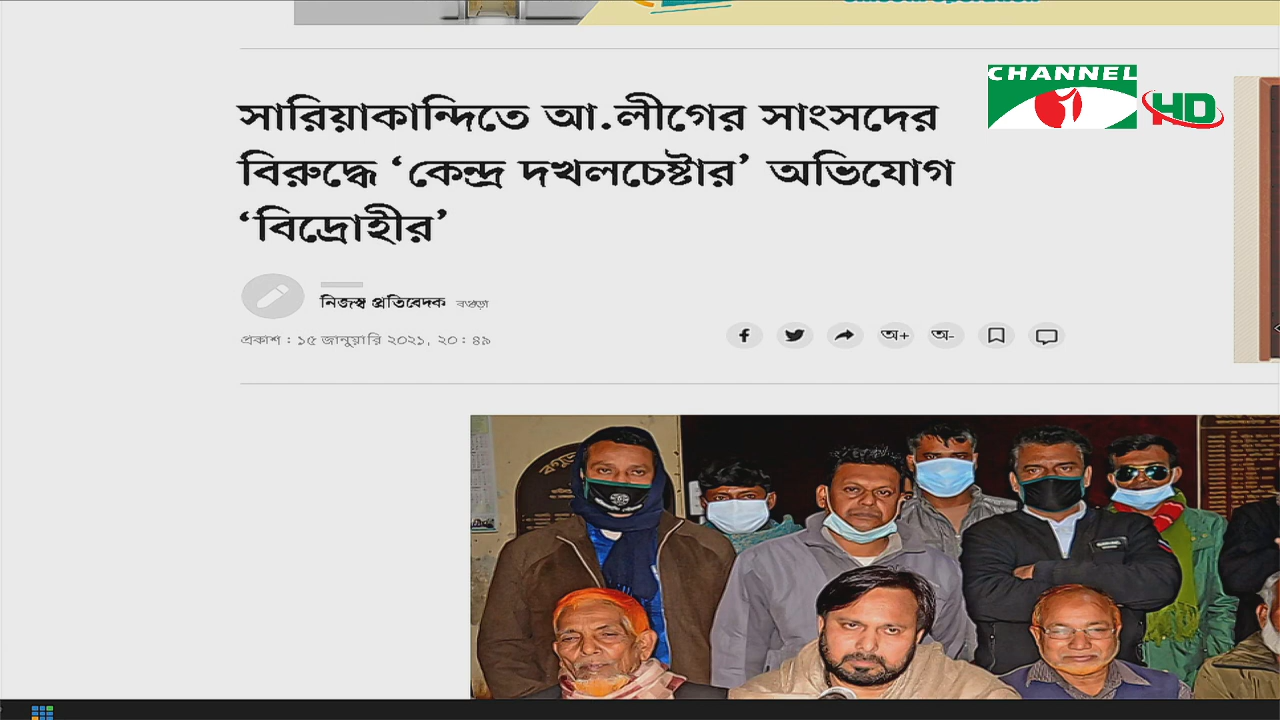 CHANNEL
i HD
সারিয়াকান্দিতে আ.লীগের সাংসদের
বিরুদ্ধে ‘কেন্দ্র দখলচেষ্টার’ অভিযোগ
‘বিদ্রোহীর’
নিজস্ব প্রতিবেদক বগুড়া
প্রকাশ : ১৫ জানুয়ারি ২০২১, ২০ : ৪৯
অ+ অ-